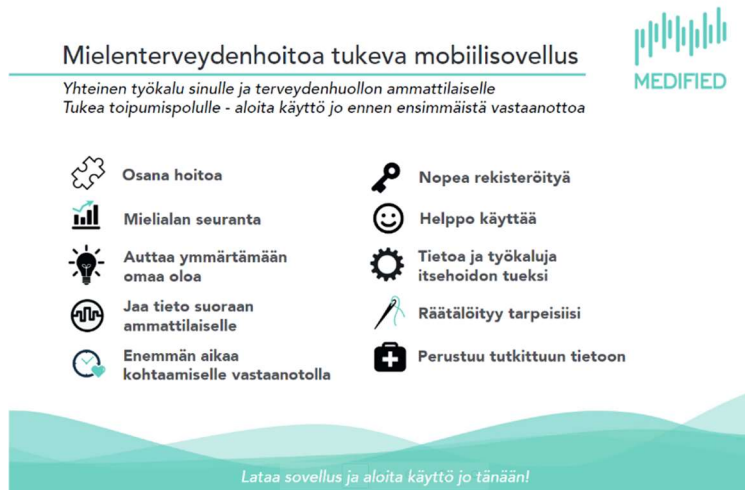 Mielenterveydenhoitoa tukeva mobiilisovellus
MEDIFIED
Yhteinen työkalu sinulle ja terveydenhuollon ammattilaiselle
Tukea toipumispolulle - aloita käyttö jo ennen ensimmäistä vastaanottoa
Osana hoitoa
Mielialan seuranta
Auttaa ymmärtämään
omaa oloa
Jaa tieto suoraan
ammattilaiselle
Enemmän aikaa
kohtaamiselle vastaanotolla
Nopea rekisteröityä
Helppo käyttää
Tietoa ja työkaluja
itsehoidon tueksi
Räätälöityy tarpeisiisi
Perustuu tutkittuun tietoon
Lataa sovellus ja aloita käyttö jo tänään!